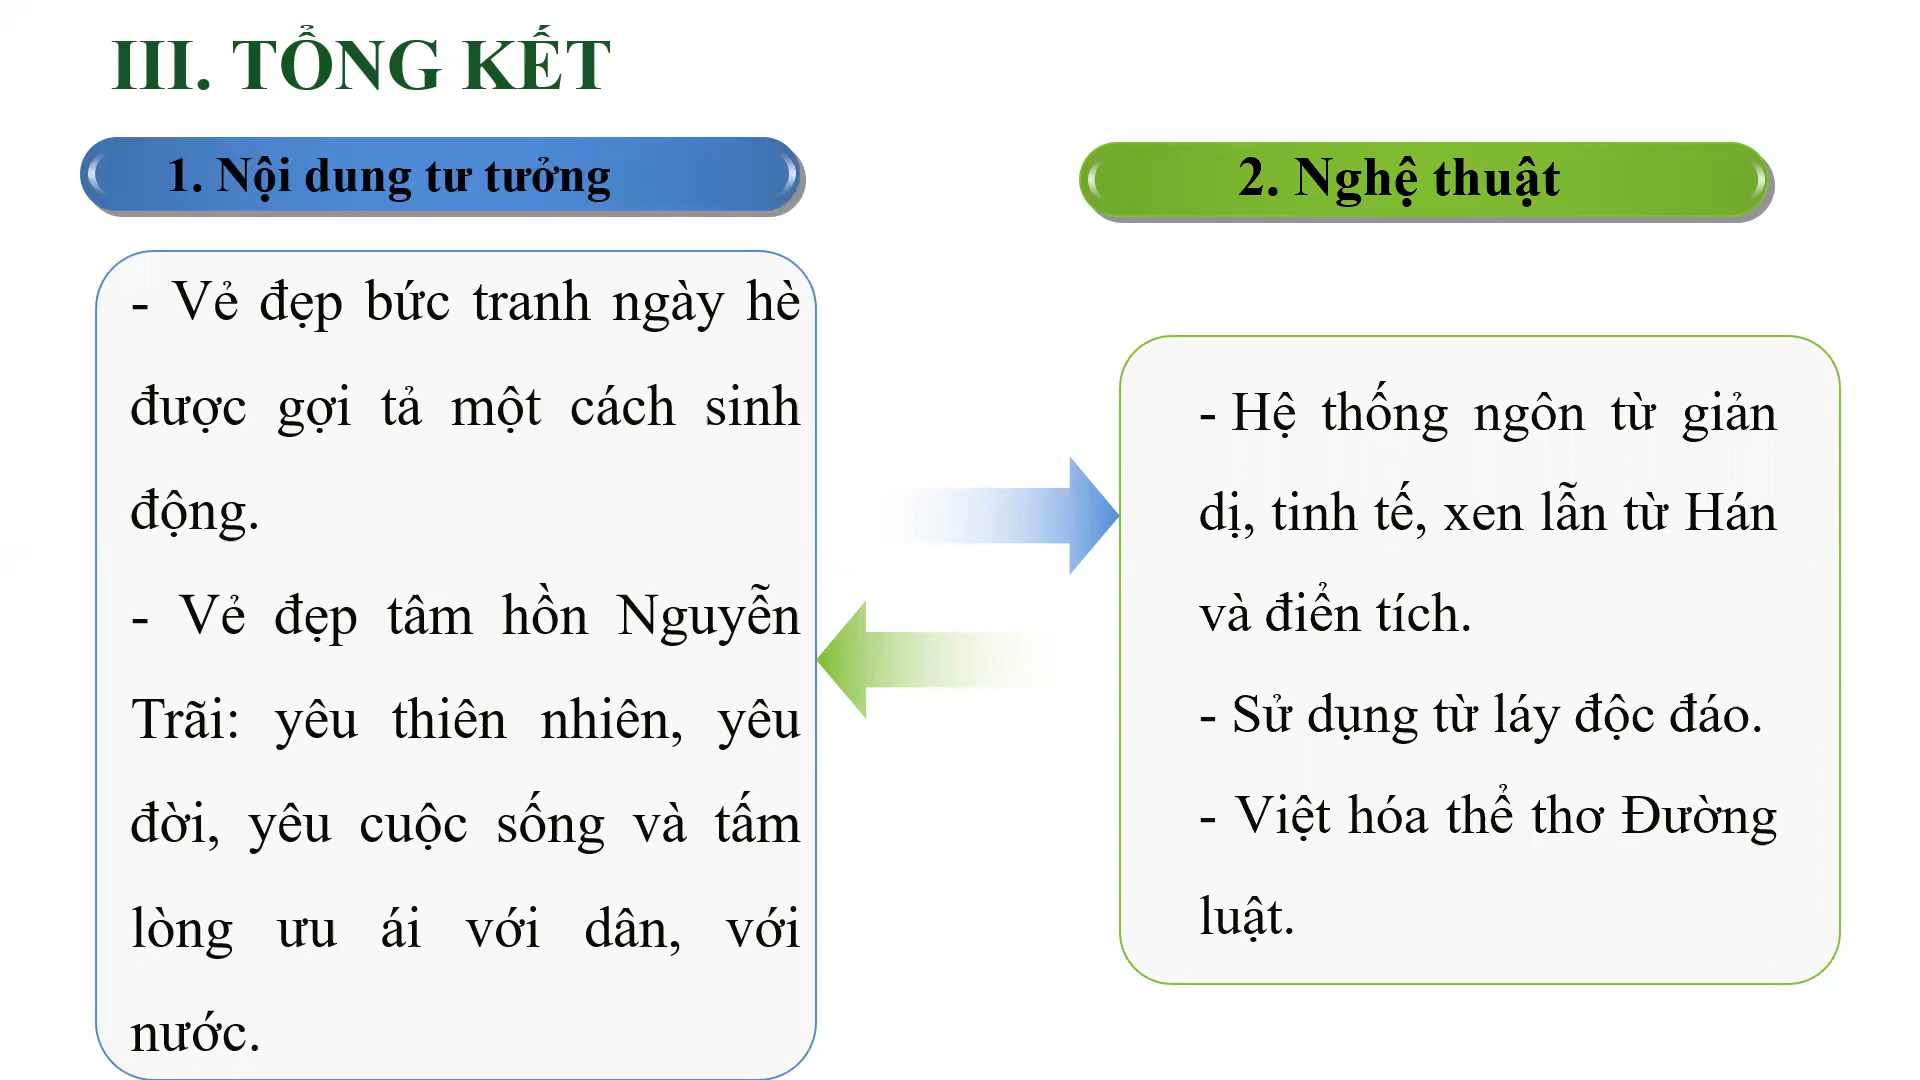 III. TỔNG KẾT
1. Nội dung tư tưởng
- Vẻ đẹp bức tranh ngày hè
được gợi tả một cách sinh
động.
- Vẻ đẹp tâm hồn Nguyễn
Trãi: yêu thiên nhiên, yêu
đời, yêu cuộc sống và tấm
lòng ưu ái với dân, với
nước.
2. Nghệ thuật
- Hệ thống ngôn từ giản
dị, tinh tế, xen lẫn từ Hán
và điển tích.
- Sử dụng từ láy độc đáo.
- Việt hóa thể thơ Đường
luật.